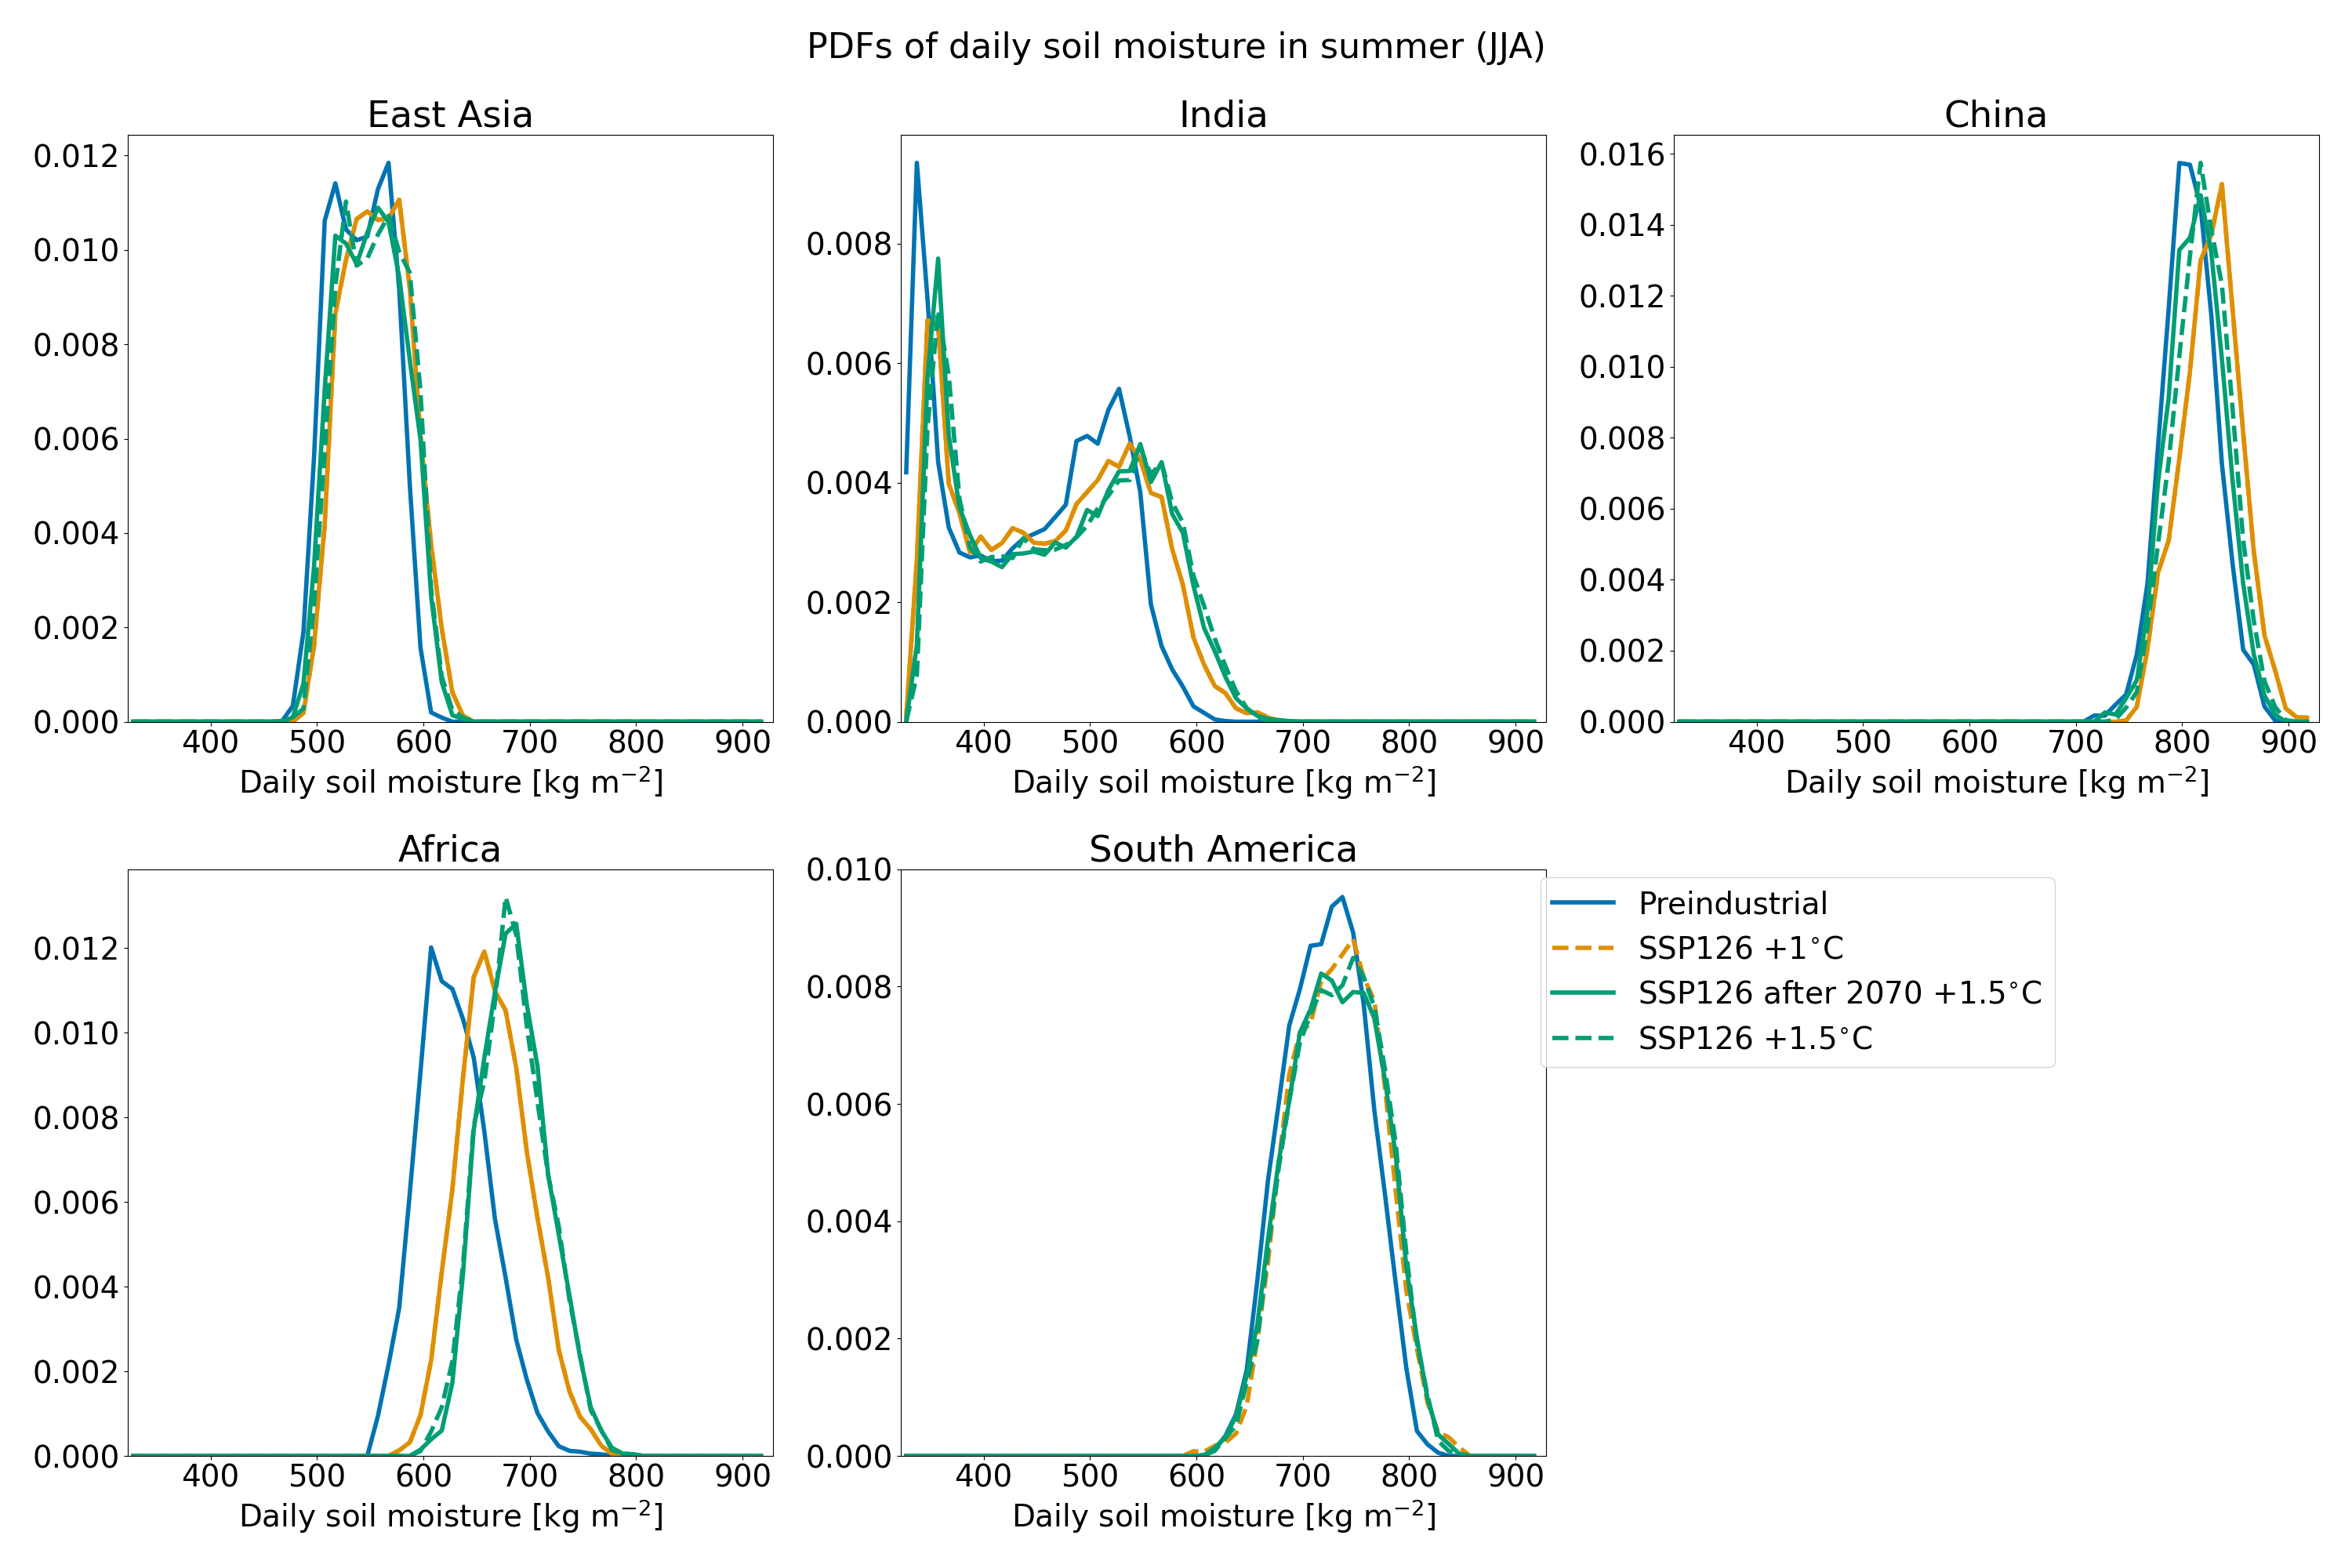 PDFs of daily soil moisture in summer (JJA)
East Asia
0.012
0.010
0.008
0.006
0.004
0.002
0.000
400 500 600 700 800 900
Daily soil moisture [kg m⁻²]
India
0.008
0.006
0.004
0.002
0.000
400 500 600 700 800 900
Daily soil moisture [kg m⁻²]
China
0.016
0.014
0.012
0.010
0.008
0.006
0.004
0.002
0.000
400 500 600 700 800 900
Daily soil moisture [kg m⁻²]
Africa
0.012
0.010
0.008
0.006
0.004
0.002
0.000
400 500 600 700 800 900
Daily soil moisture [kg m⁻²]
South America
0.010
0.008
0.006
0.004
0.002
0.000
400 500 600 700 800 900
Daily soil moisture [kg m⁻²]
Preindustrial
SSP126 +1°C
SSP126 after 2070 +1.5°C
SSP126 +1.5°C